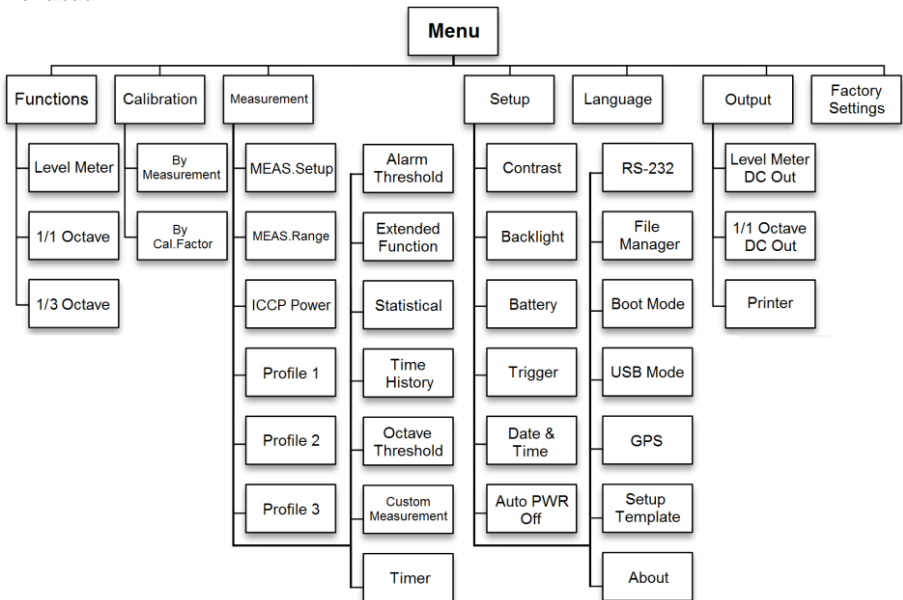 Menu
Functions
Calibration
Measurement
Setup
Language
Output
Factory
Settings
Level Meter
1/1 Octave
1/3 Octave
By
Measurement
By
Cal.Factor
MEAS.Setup
MEAS.Range
ICCP Power
Profile 1
Profile 2
Profile 3
Alarm
Threshold
Extended
Function
Statistical
Time
History
Octave
Threshold
Custom
Measurement
Timer
Contrast
Backlight
Battery
Trigger
Date &
Time
Auto PWR
Off
RS-232
File
Manager
Boot Mode
USB Mode
GPS
Setup
Template
About
Level Meter
DC Out
1/1 Octave
DC Out
Printer